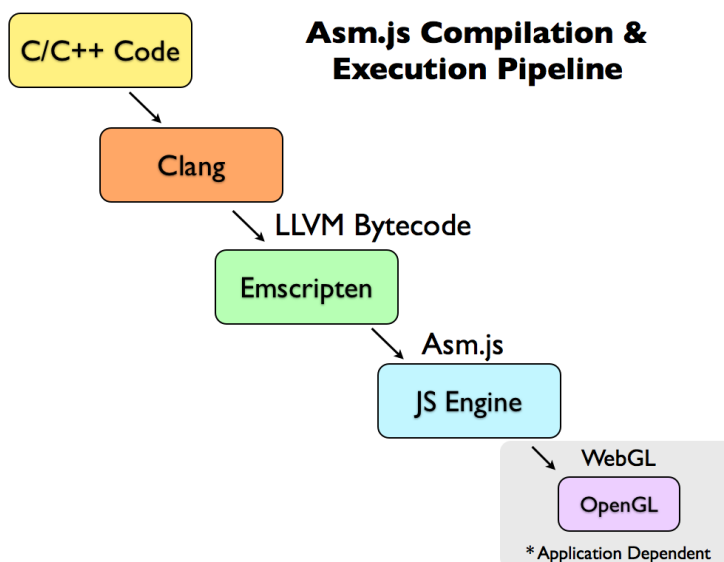 Asm.js Compilation &
Execution Pipeline
C/C++ Code
Clang
LLVM Bytecode
Emscripten
Asm.js
JS Engine
WebGL
OpenGL
* Application Dependent